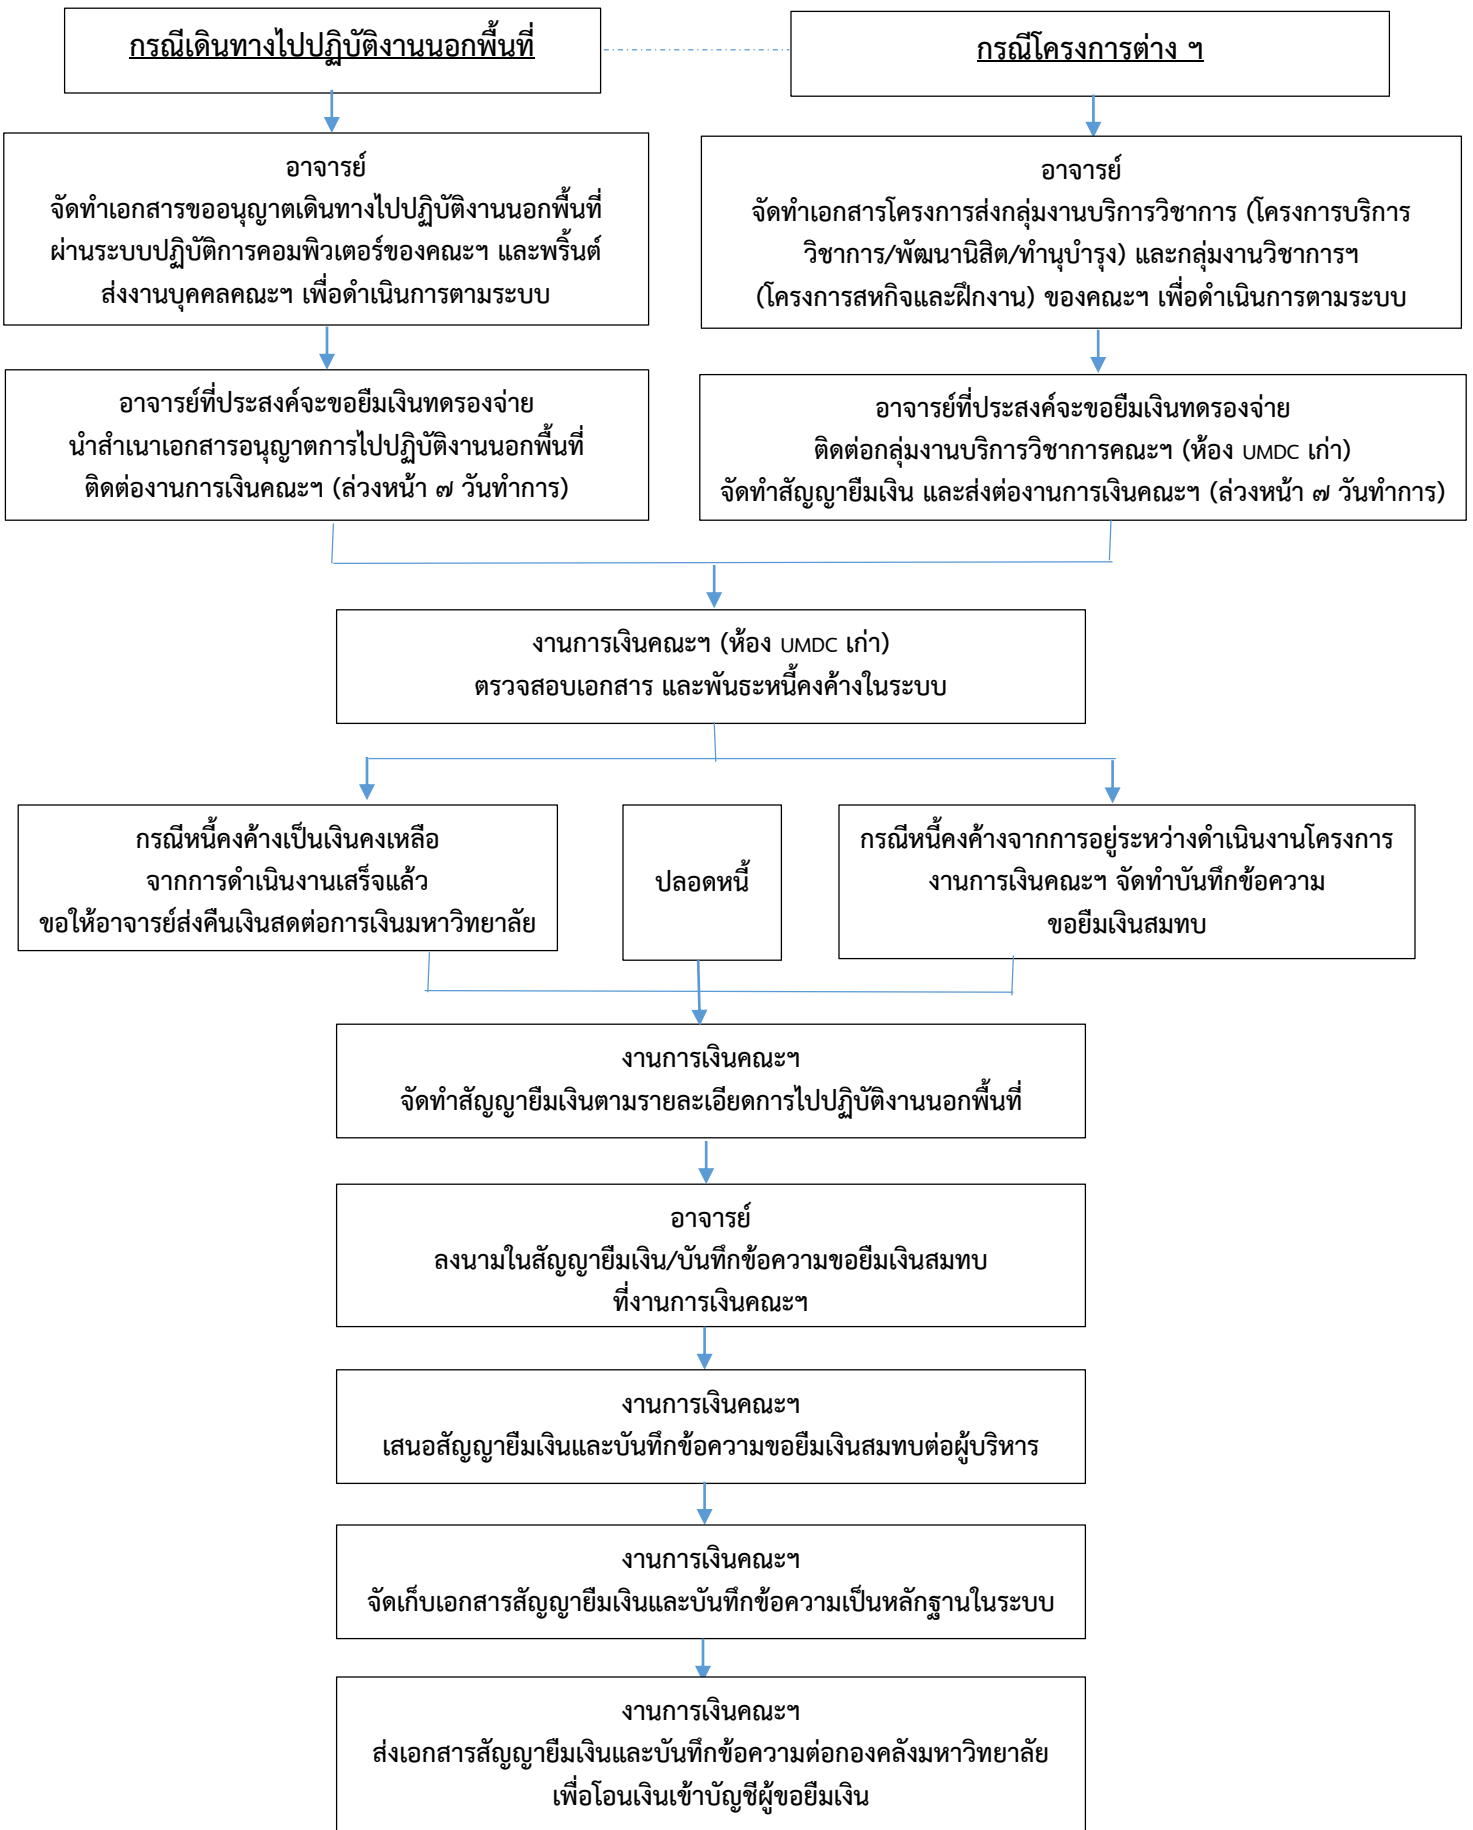 กรณีเดินทางไปปฏิบัติงานนอกพื้นที่
กรณีโครงการต่าง ๆ
อาจารย์
จัดทำเอกสารขออนุญาตเดินทางไปปฏิบัติงานนอกพื้นที่
ผ่านระบบปฏิบัติการคอมพิวเตอร์ของคณะฯ และพริ้นต์
ส่งงานบุคคลคณะฯ เพื่อดำเนินการตามระบบ
อาจารย์
จัดทำเอกสารโครงการส่งกลุ่มงานบริการวิชาการ (โครงการบริการ
วิชาการ/พัฒนานิสิต/ทำนุบำรุง) และกลุ่มงานวิชาการฯ
(โครงการสหกิจและฝึกงาน) ของคณะฯ เพื่อดำเนินการตามระบบ
อาจารย์ที่ประสงค์จะขอยืมเงินทดรองจ่าย
นำสำเนาเอกสารอนุญาตการไปปฏิบัติงานนอกพื้นที่
ติดต่องานการเงินคณะฯ (ล่วงหน้า ๗ วันทำการ)
อาจารย์ที่ประสงค์จะขอยืมเงินทดรองจ่าย
ติดต่อกลุ่มงานบริการวิชาการคณะฯ (ห้อง UMDC เก่า)
จัดทำสัญญายืมเงิน และส่งต่องานการเงินคณะฯ (ล่วงหน้า ๗ วันทำการ)
งานการเงินคณะฯ (ห้อง UMDC เก่า)
ตรวจสอบเอกสาร และพันธะหนี้คงค้างในระบบ
กรณีหนี้คงค้างเป็นเงินคงเหลือ
จากการดำเนินงานเสร็จแล้ว
ขอให้อาจารย์ส่งคืนเงินสดต่อการเงินมหาวิทยาลัย
ปลอดหนี้
กรณีหนี้คงค้างจากการอยู่ระหว่างดำเนินงานโครงการ
งานการเงินคณะฯ จัดทำบันทึกข้อความ
ขอยืมเงินสมทบ
งานการเงินคณะฯ
จัดทำสัญญายืมเงินตามรายละเอียดการไปปฏิบัติงานนอกพื้นที่
อาจารย์
ลงนามในสัญญายืมเงิน/บันทึกข้อความขอยืมเงินสมทบ
ที่งานการเงินคณะฯ
งานการเงินคณะฯ
เสนอสัญญายืมเงินและบันทึกข้อความขอยืมเงินสมทบต่อผู้บริหาร
งานการเงินคณะฯ
จัดเก็บเอกสารสัญญายืมเงินและบันทึกข้อความเป็นหลักฐานในระบบ
งานการเงินคณะฯ
ส่งเอกสารสัญญายืมเงินและบันทึกข้อความต่อกองคลังมหาวิทยาลัย
เพื่อโอนเงินเข้าบัญชีผู้ขอยืมเงิน